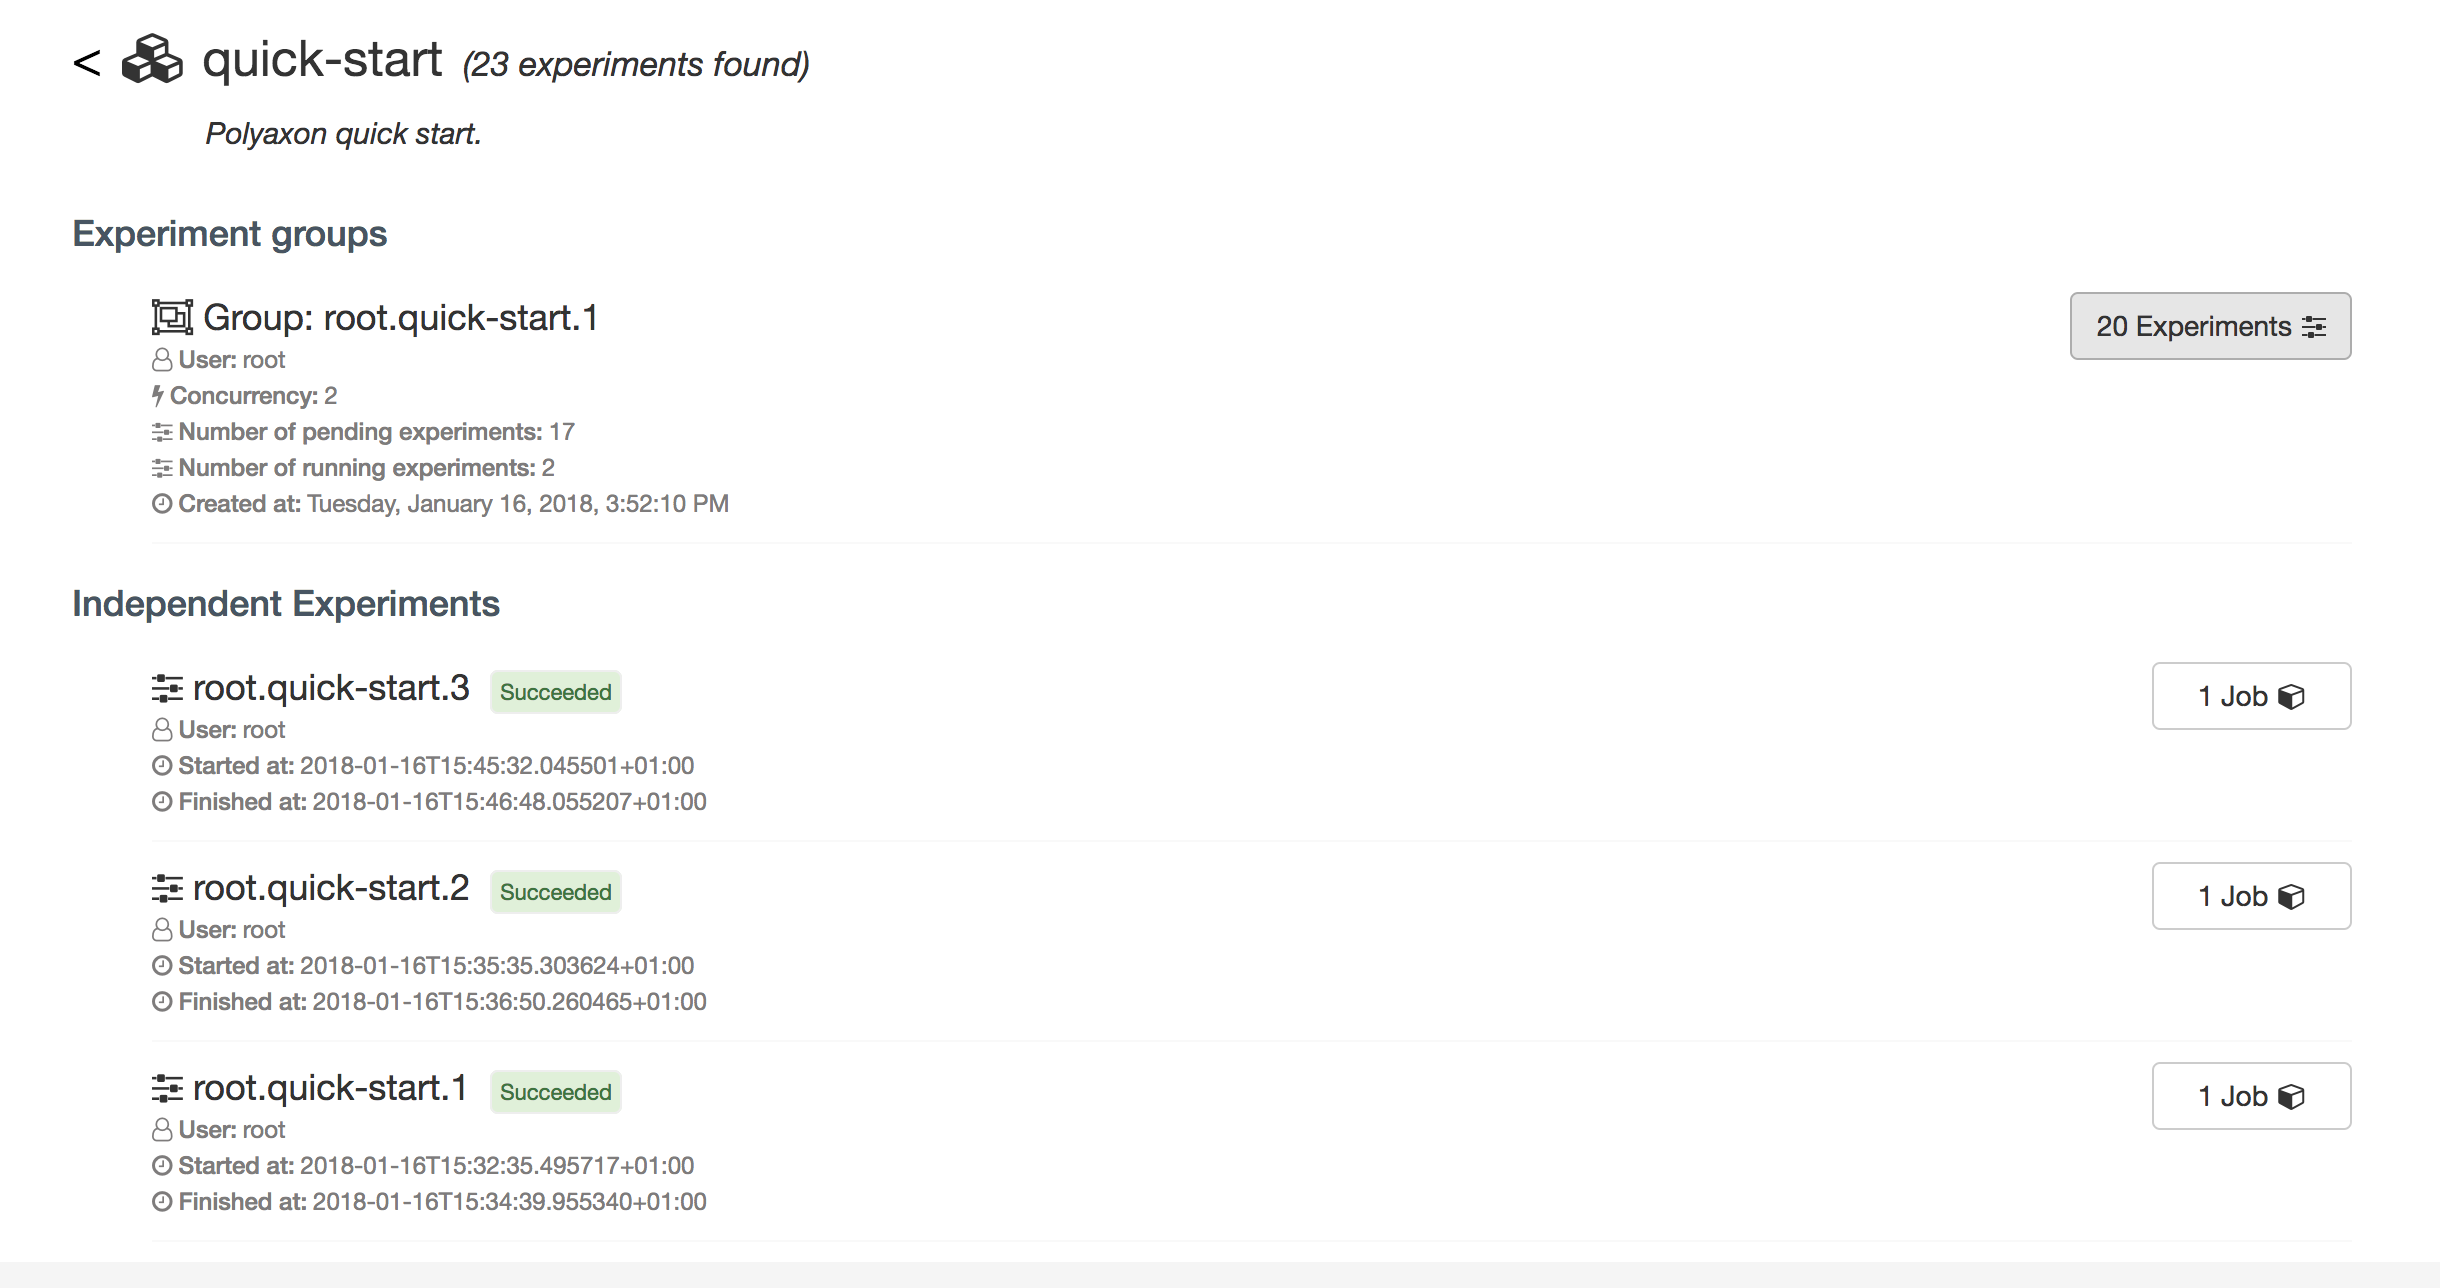 < quick-start (23 experiments found)
Polyaxon quick start.
Experiment groups
Group: root.quick-start.1
20 Experiments
User: root
Concurrency: 2
Number of pending experiments: 17
Number of running experiments: 2
Created at: Tuesday, January 16, 2018, 3:52:10 PM
Independent Experiments
root.quick-start.3 Succeeded
1 Job
User: root
Started at: 2018-01-16T15:45:32.045501+01:00
Finished at: 2018-01-16T15:46:48.055207+01:00
root.quick-start.2 Succeeded
1 Job
User: root
Started at: 2018-01-16T15:35:35.303624+01:00
Finished at: 2018-01-16T15:36:50.260465+01:00
root.quick-start.1 Succeeded
1 Job
User: root
Started at: 2018-01-16T15:32:35.495717+01:00
Finished at: 2018-01-16T15:34:39.955340+01:00